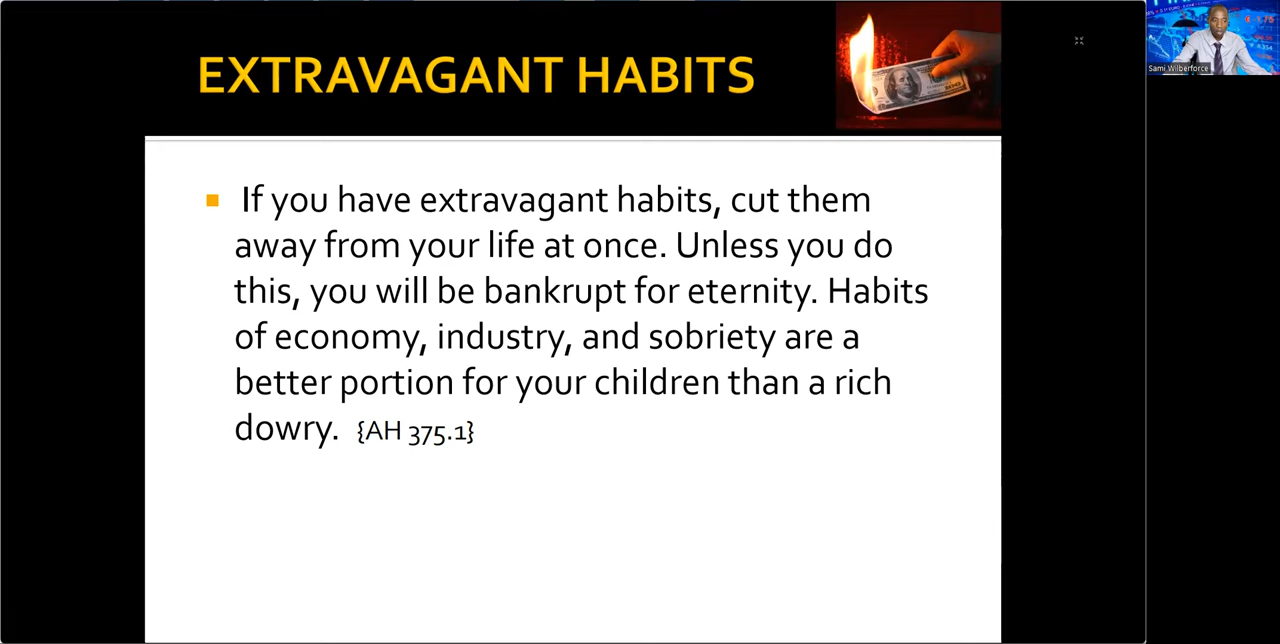 EXTRAVAGANT HABITS
If you have extravagant habits, cut them
away from your life at once. Unless you do
this, you will be bankrupt for eternity. Habits
of economy, industry, and sobriety are a
better portion for your children than a rich
dowry. {AH 375.1}
Sami Wilberforce